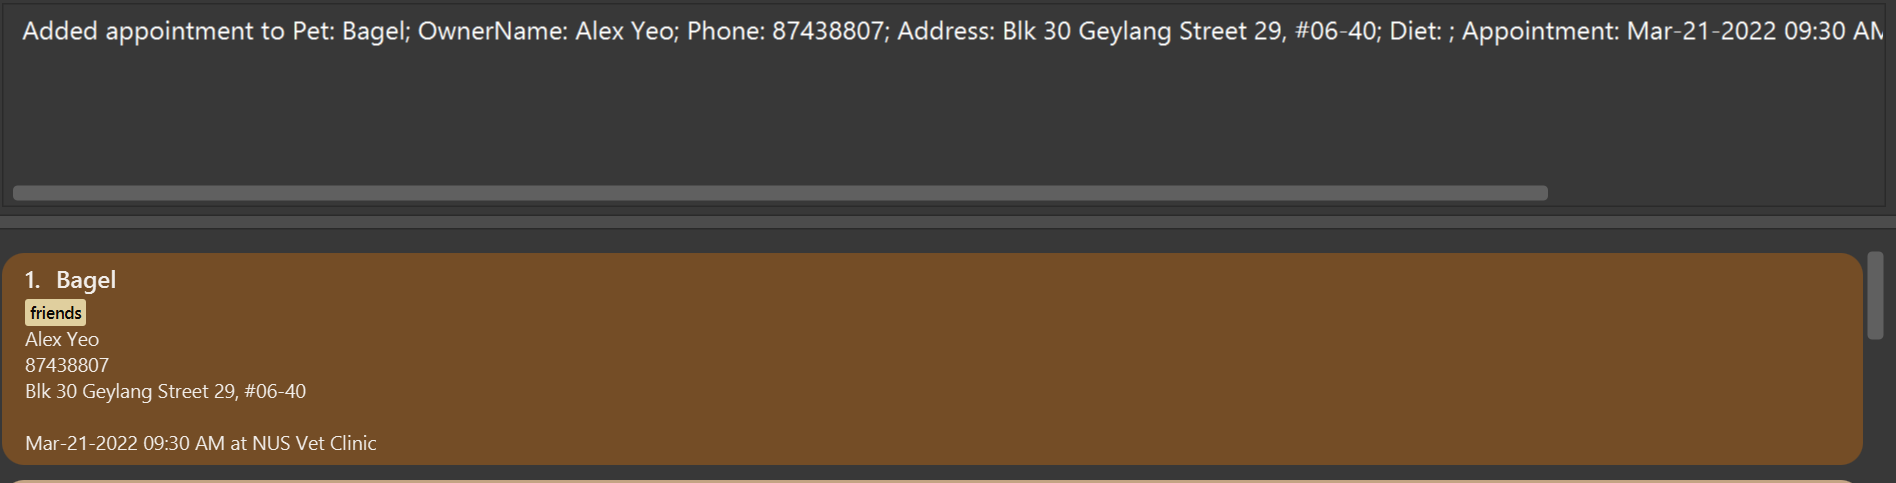 Added appointment to Pet: Bagel; OwnerName: Alex Yeo; Phone: 87438807; Address: Blk 30 Geylang Street 29, #06-40; Diet: ; Appointment: Mar-21-2022 09:30 AM
1. Bagel
friends
Alex Yeo
87438807
Blk 30 Geylang Street 29, #06-40
Mar-21-2022 09:30 AM at NUS Vet Clinic